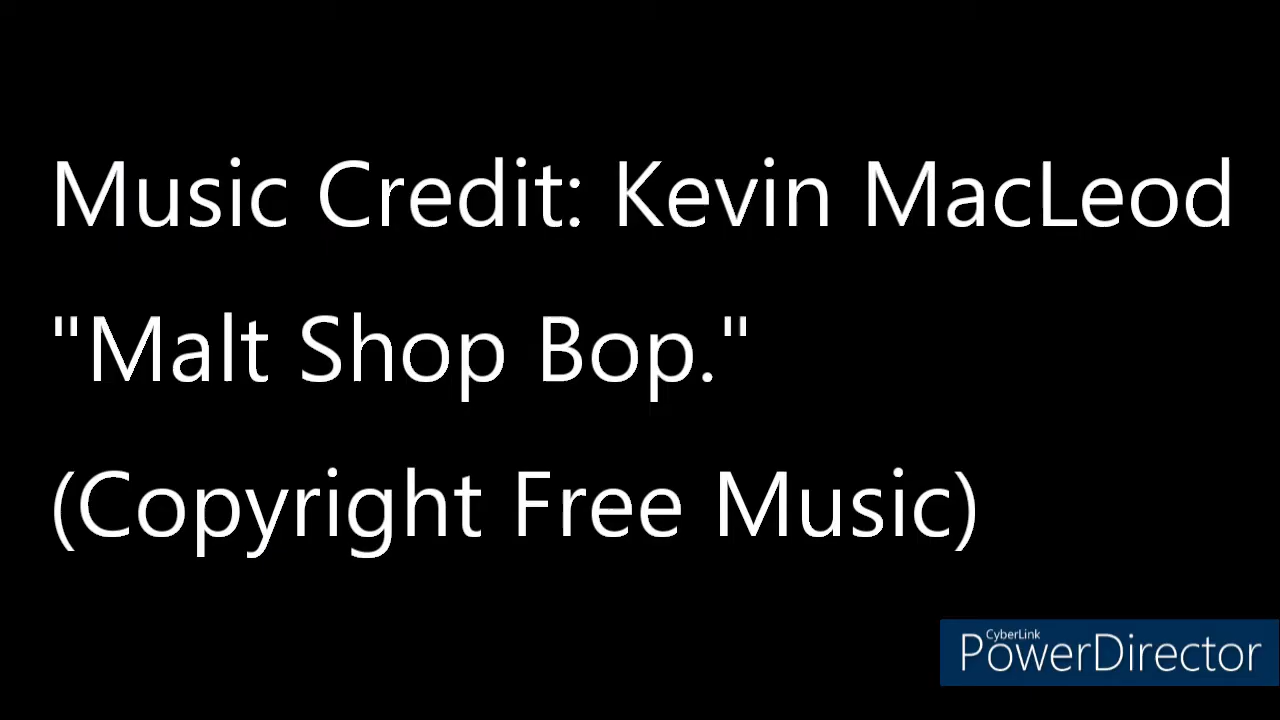 Music Credit: Kevin MacLeod
"Malt Shop Bop."
(Copyright Free Music)
CyberLink
PowerDirector